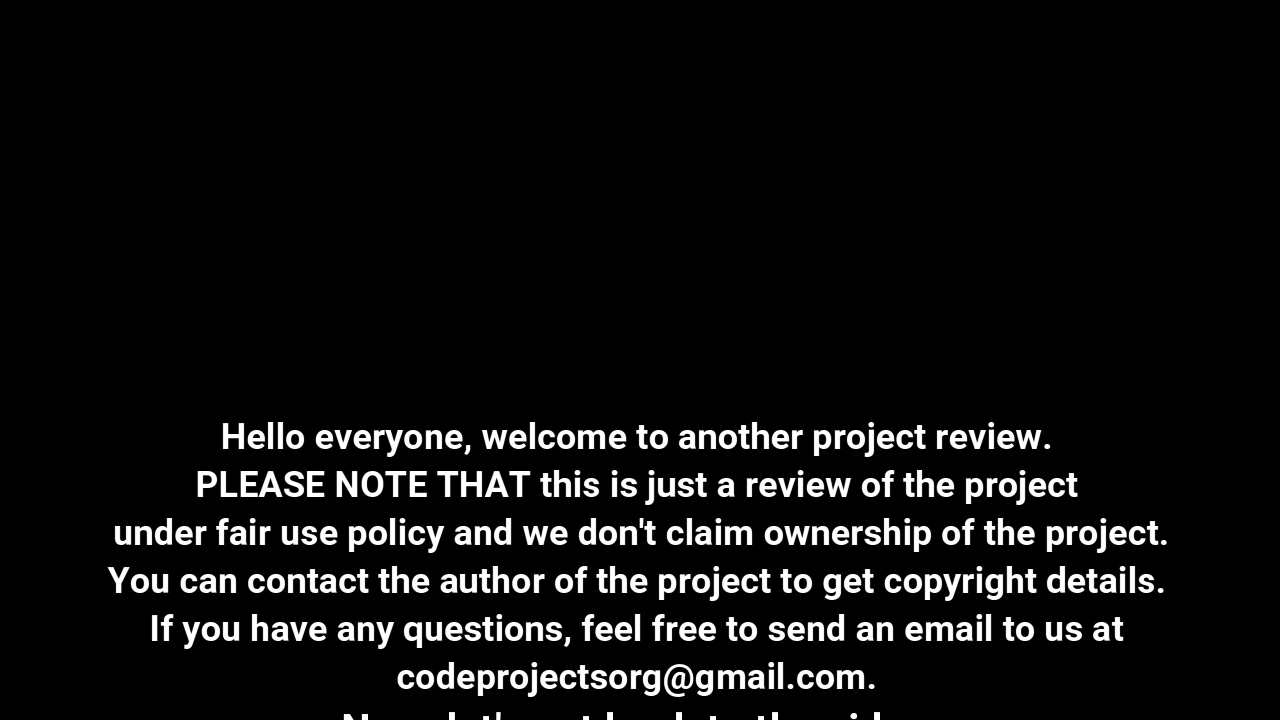 Hello everyone, welcome to another project review.
PLEASE NOTE THAT this is just a review of the project
under fair use policy and we don't claim ownership of the project.
You can contact the author of the project to get copyright details.
If you have any questions, feel free to send an email to us at
codeprojectsorg@gmail.com.